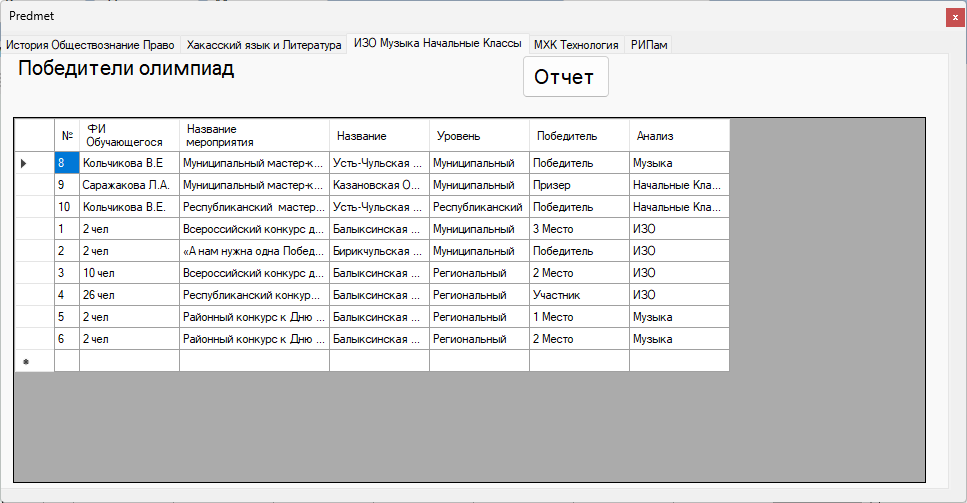 Predmet
x
История Обществознание Право Хакасский язык и Литература ИЗО Музыка Начальные Классы МХК Технология РИПам
Победители олимпиад
Отчет
№ ФИ Обучающегося Название мероприятия Название Уровень Победитель Анализ
8 Кольчикова В.Е Муниципальный мастер-к... Усть-Чульская ... Муниципальный Победитель Музыка
9 Саражакова Л.А. Муниципальный мастер-к... Казановская О... Муниципальный Призер Начальные Кла...
10 Кольчикова В.Е. Республиканский мастер... Усть-Чульская ... Республиканский Победитель Начальные Кла...
1 2 чел Всероссийский конкурс д... Балыксинская ... Муниципальный 3 Место ИЗО
2 2 чел «А нам нужна одна Побед... Бирикчульская ... Муниципальный Победитель ИЗО
3 10 чел Всероссийский конкурс д... Балыксинская ... Региональный 2 Место ИЗО
4 26 чел Республиканский конкур... Балыксинская ... Региональный Участник ИЗО
5 2 чел Районный конкурс к Дню ... Балыксинская ... Региональный 1 Место Музыка
6 2 чел Районный конкурс к Дню ... Балыксинская ... Региональный 2 Место Музыка